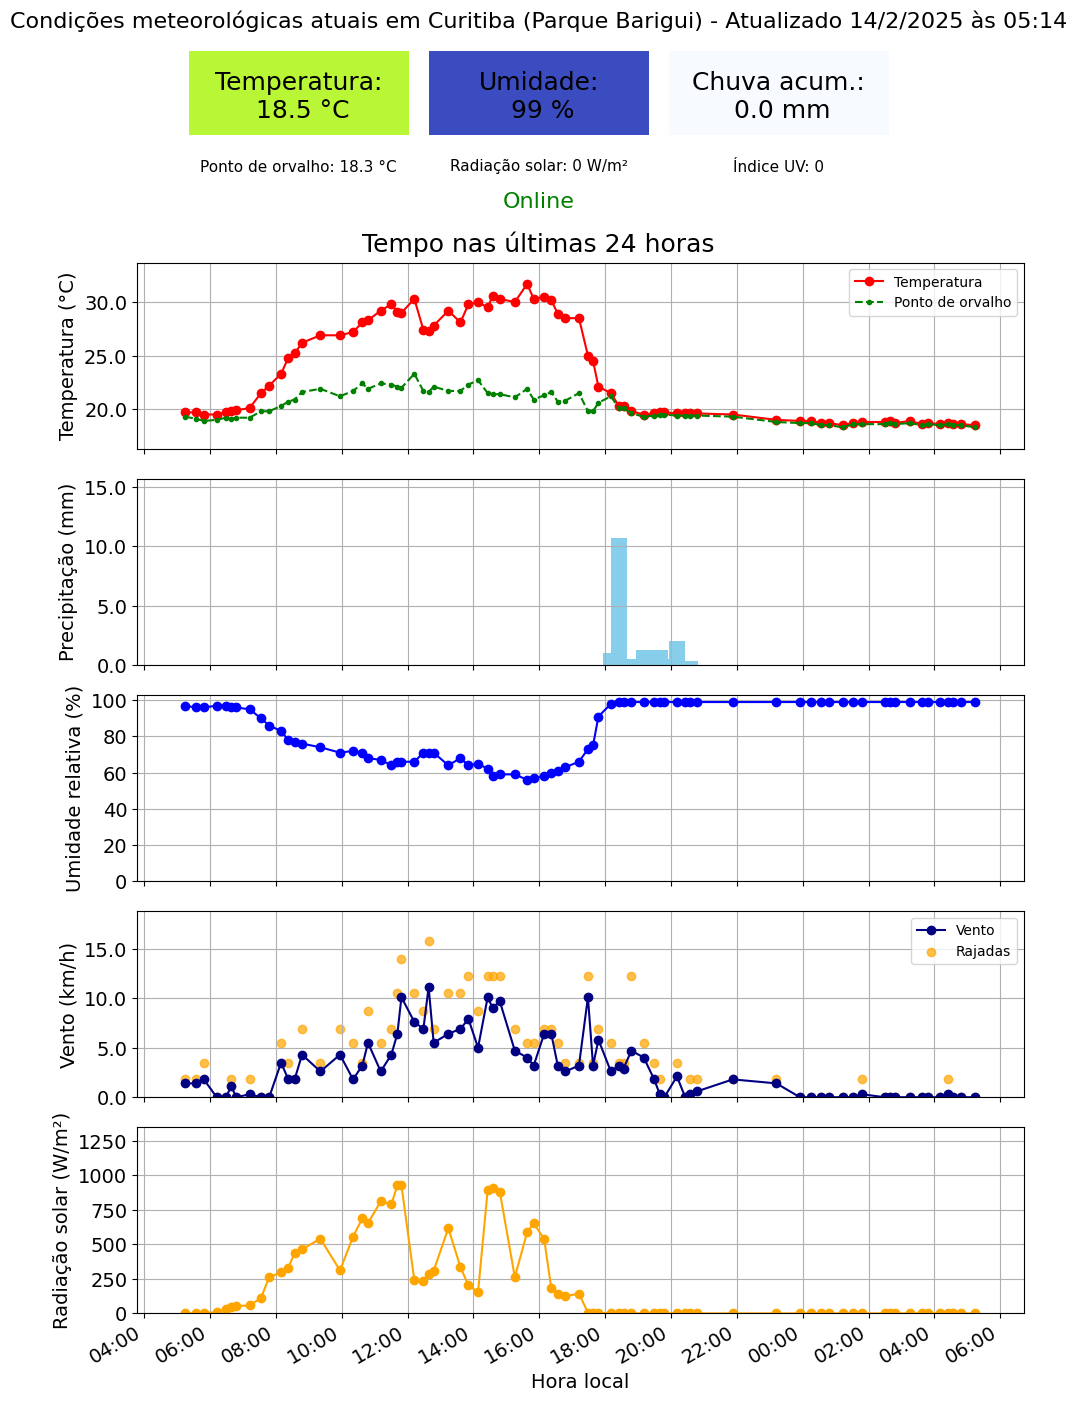 Condições meteorológicas atuais em Curitiba (Parque Barigui) - Atualizado 14/2/2025 às 05:14
Temperatura:
18.5 °C
Umidade:
99 %
Chuva acum.:
0.0 mm
Ponto de orvalho: 18.3 °C
Radiação solar: 0 W/m²
Índice UV: 0
Online
Tempo nas últimas 24 horas
Temperatura (°C)
30.0
25.0
20.0
Temperatura
Ponto de orvalho
Precipitação (mm)
15.0
10.0
5.0
0.0
Umidade relativa (%)
100
80
60
40
20
0
Vento (km/h)
15.0
10.0
5.0
0.0
Vento
Rajadas
Radiação solar (W/m²)
1250
1000
750
500
250
0
04:00
06:00
08:00
10:00
12:00
14:00
16:00
18:00
20:00
22:00
00:00
02:00
04:00
06:00
Hora local